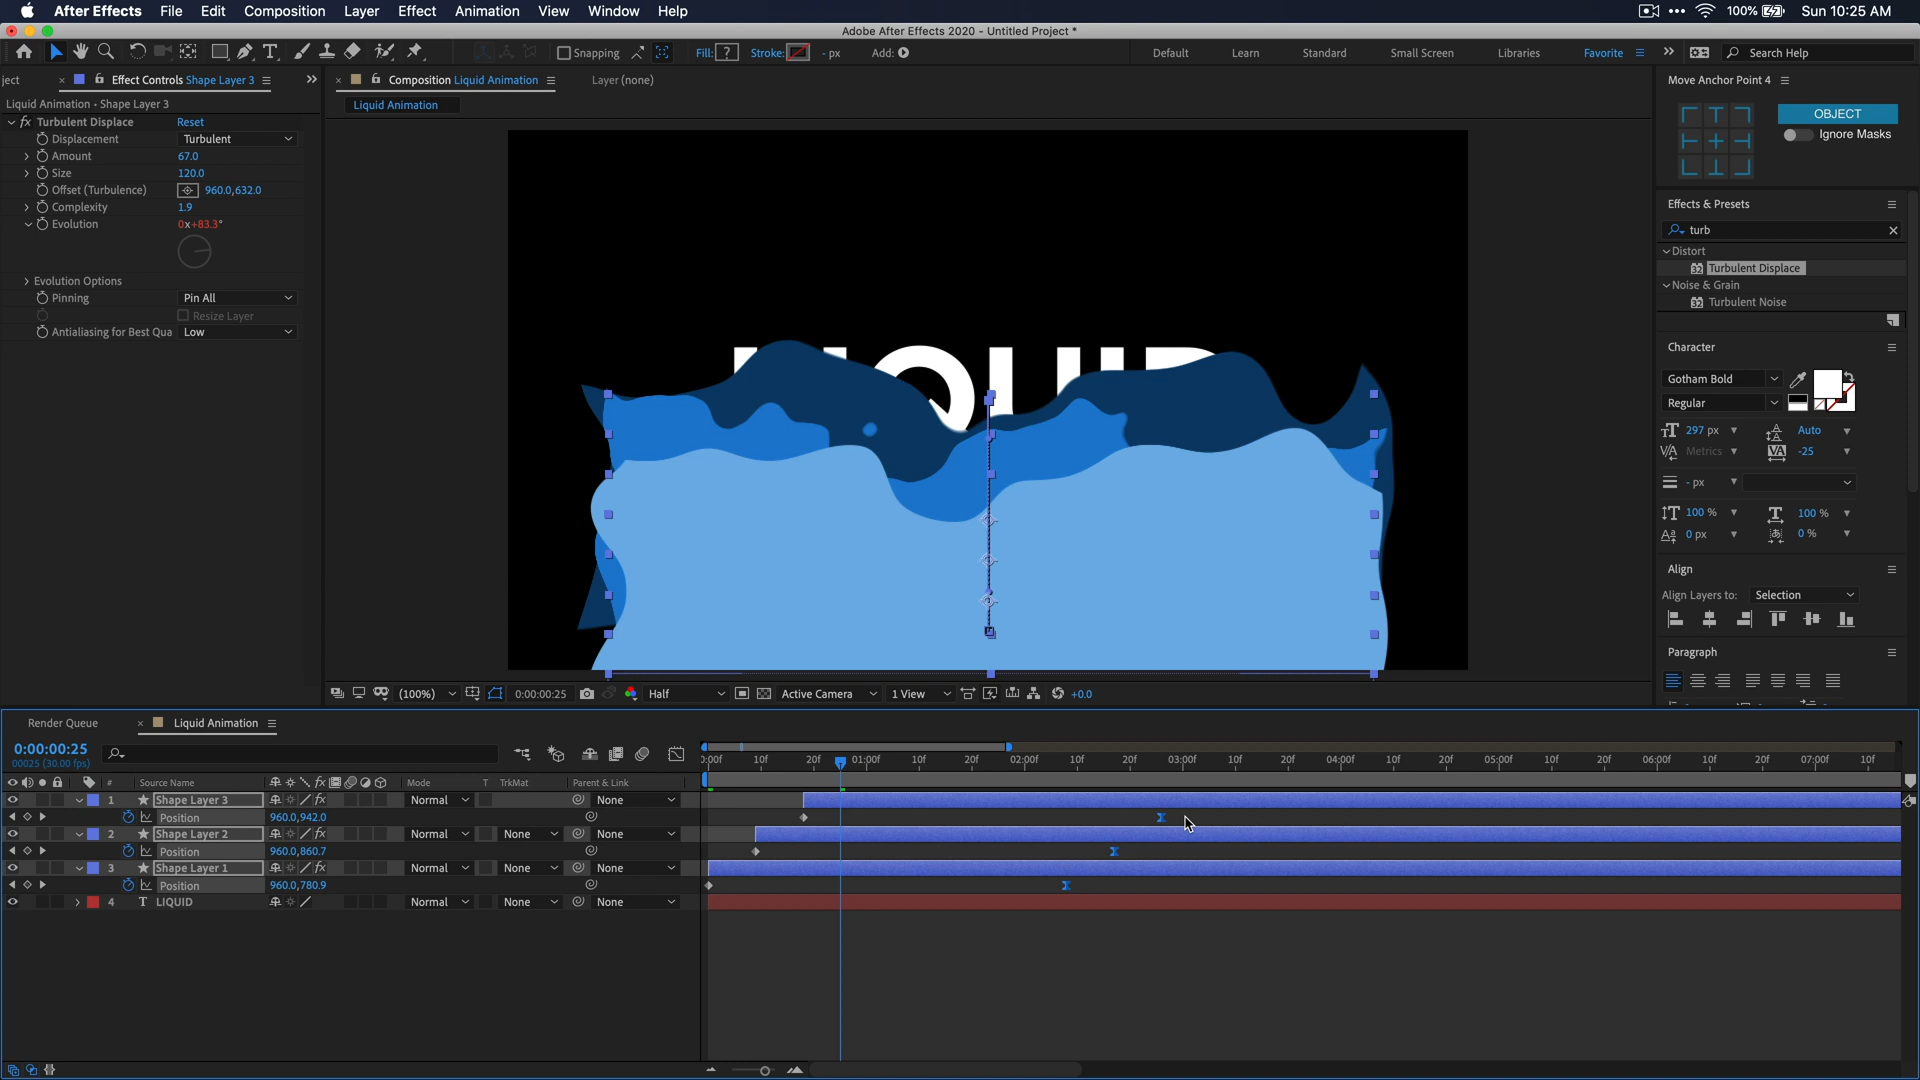 After Effects File Edit Composition Layer Effect Animation View Window Help 100% Sun 10:25 AM
Adobe After Effects 2020 - Untitled Project *
Snapping Fill: ? Stroke: - px Add: Default Learn Standard Small Screen Libraries Favorite Search Help
ject Effect Controls Shape Layer 3 Composition Liquid Animation Layer (none) Move Anchor Point 4
Liquid Animation • Shape Layer 3
Liquid Animation
fx Turbulent Displace Reset
Displacement Turbulent
Amount 67.0
Size 120.0
Offset (Turbulence) 960.0,632.0
Complexity 1.9
Evolution 0x+83.3°
Evolution Options
Pinning Pin All
Resize Layer
Antialiasing for Best Qua Low
LIQUID
OBJECT
Ignore Masks
Effects & Presets
turb
Distort
32 Turbulent Displace
Noise & Grain
32 Turbulent Noise
Character
Gotham Bold
Regular
297 px Auto
Metrics -25
- px
100 % 100 %
0 px 0 %
Align
Align Layers to: Selection
Paragraph
(100%) 0:00:00:25 Half Active Camera 1 View +0.0
Render Queue Liquid Animation
0:00:00:25
00025 (30.00 fps)
:00f 10f 20f 01:00f 10f 20f 02:00f 10f 20f 03:00f 10f 20f 04:00f 10f 20f 05:00f 10f 20f 06:00f 10f 20f 07:00f 10f
# Source Name fx Mode T TrkMat Parent & Link
1 Shape Layer 3 fx Normal None
Position 960.0,942.0
2 Shape Layer 2 fx Normal None None
Position 960.0,860.7
3 Shape Layer 1 fx Normal None None
Position 960.0,780.9
4 T LIQUID Normal None None